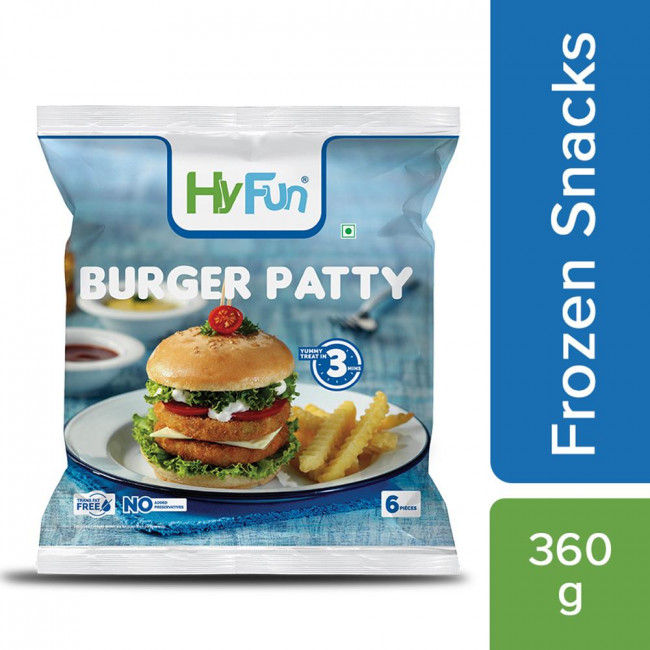 HyFun®
BURGER PATTY
YUMMY
TREAT IN
3
MINS
TRANS FAT
FREE
NO ADDED
PRESERVATIVES
6
PIECES
Frozen Snacks
360
g